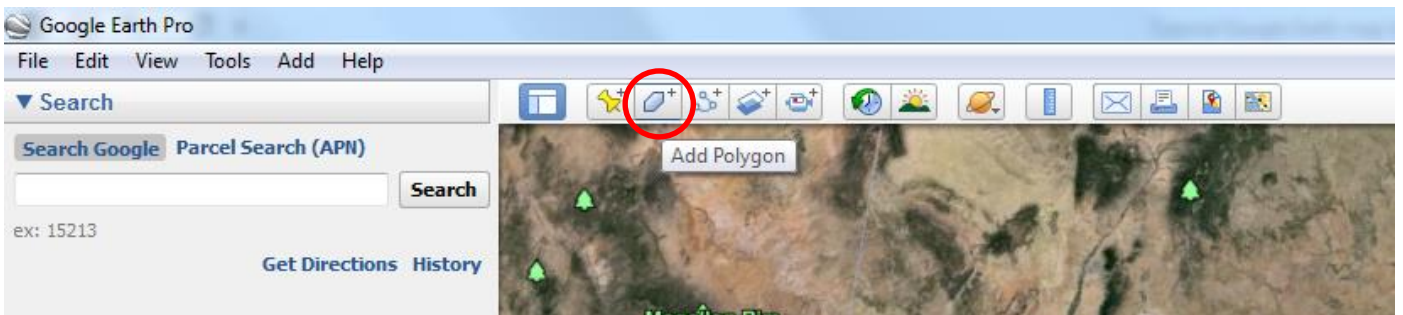 Google Earth Pro
File Edit View Tools Add Help
▼ Search
Search Google Parcel Search (APN)
Search
ex: 15213
Get Directions History
Add Polygon